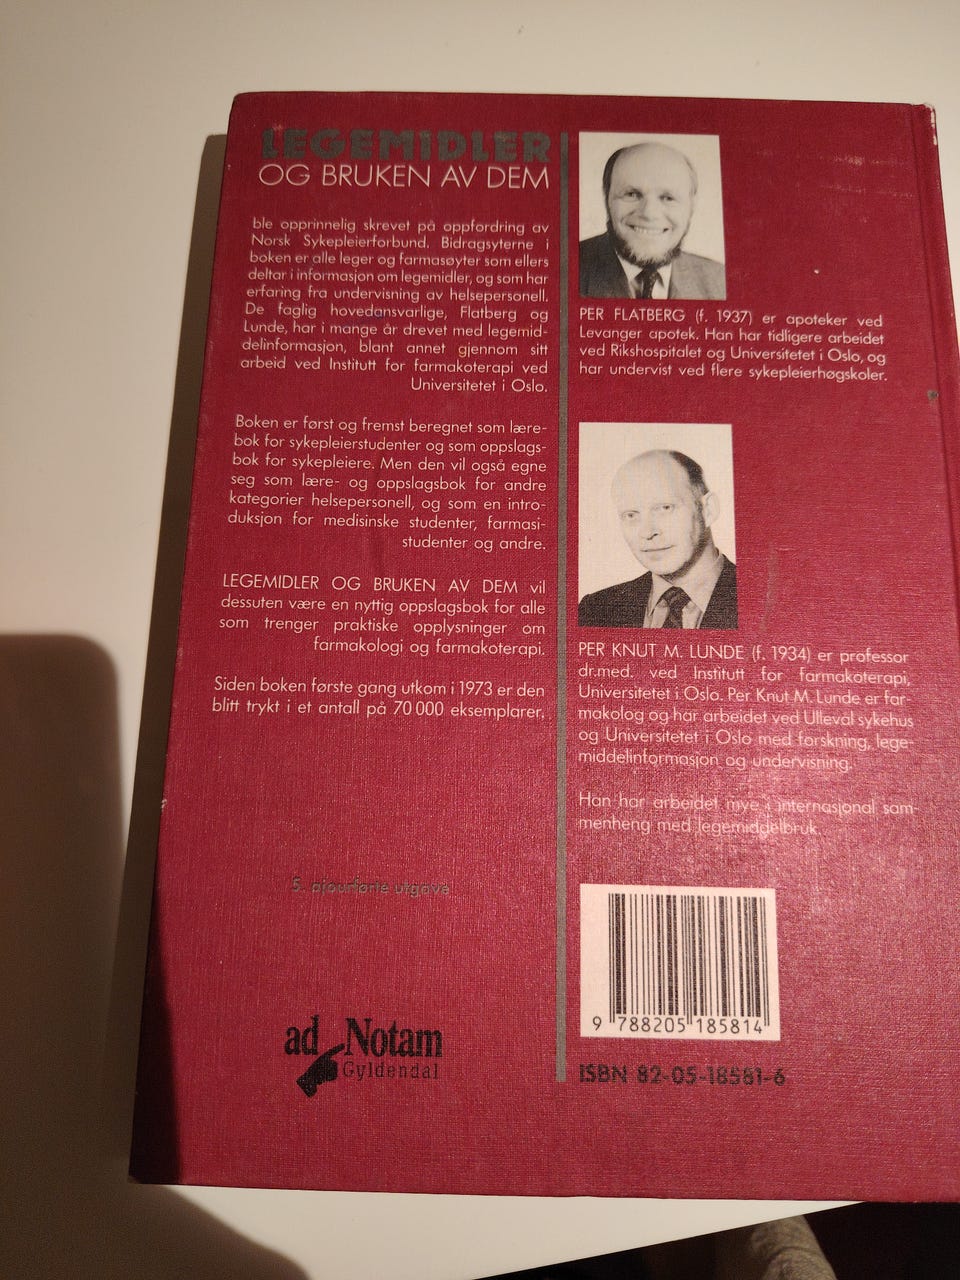 LEGEMIDLER
OG BRUKEN AV DEM
ble opprinnelig skrevet på oppfordring av
Norsk Sykepleierforbund. Bidragsyterne i
boken er alle leger og farmasøyter som ellers
deltar i informasjon om legemidler, og som har
erfaring fra undervisning av helsepersonell.
De faglig hovedansvarlige, Flatberg og
Lunde, har i mange år drevet med legemid-
delinformasjon, blant annet gjennom sitt
arbeid ved Institutt for farmakoterapi ved
Universitetet i Oslo.
Boken er først og fremst beregnet som lære-
bok for sykepleierstudenter og som oppslags-
bok for sykepleiere. Men den vil også egne
seg som lære- og oppslagsbok for andre
kategorier helsepersonell, og som en intro-
duksjon for medisinske studenter, farmasi-
studenter og andre.
LEGEMIDLER OG BRUKEN AV DEM vil
dessuten være en nyttig oppslagsbok for alle
som trenger praktiske opplysninger om
farmakologi og farmakoterapi.
Siden boken første gang utkom i 1973 er den
blitt trykt i et antall på 70 000 eksemplarer.
5. ajourførte utgave
ad Notam
Gyldendal
PER FLATBERG (f. 1937) er apoteker ved
Levanger apotek. Han har tidligere arbeidet
ved Rikshospitalet og Universitetet i Oslo, og
har undervist ved flere sykepleierhøgskoler.
PER KNUT M. LUNDE (f. 1934) er professor
dr.med. ved Institutt for farmakoterapi,
Universitetet i Oslo. Per Knut M. Lunde er far-
makolog og har arbeidet ved Ullevål sykehus
og Universitetet i Oslo med forskning, lege-
middelinformasjon og undervisning.
Han har arbeidet mye i internasjonal sam-
menheng med legemiddelbruk.
9 788205 185814
ISBN 82-05-18581-6